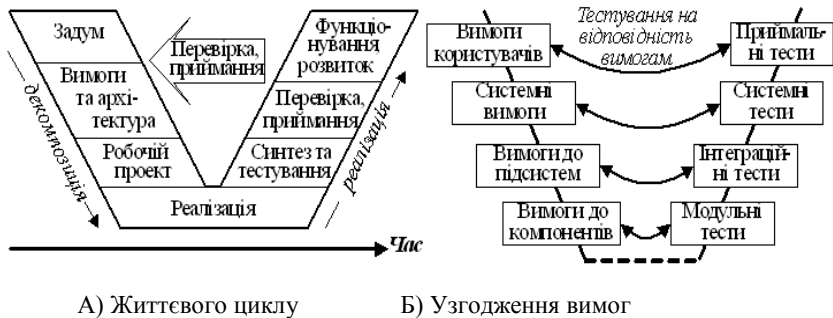 Задум
Вимоги
та архі-
тектура
Робочій
проект
Реалізація
Перевірка,
приймання
Функціо-
нування,
розвиток
Перевірка,
приймання
Синтез та
тестування
декомпозиція
реалізація
Час
А) Життєвого циклу
Тестування на
відповідність
вимогам
Вимоги
користувачів
Приймаль-
ні тести
Системні
вимоги
Системні
тести
Вимоги до
підсистем
Інтеграцій-
ні тести
Вимоги до
компонентів
Модульні
тести
Б) Узгодження вимог